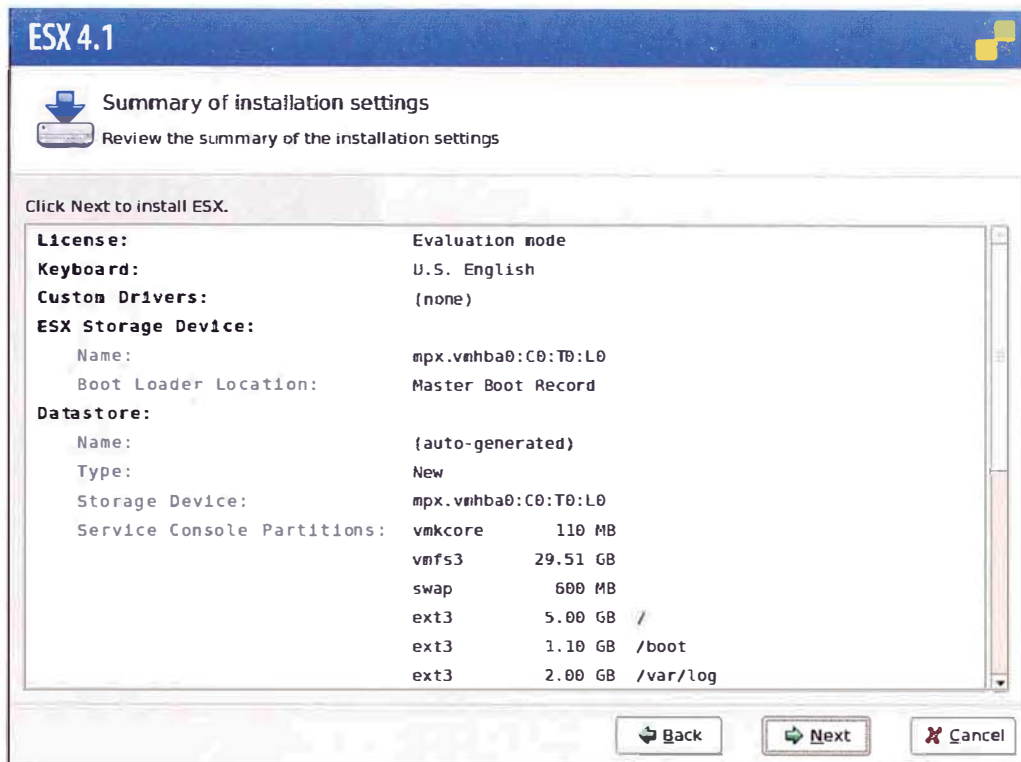 ESX 4.1
Summary of installation settings
Review the summary of the installation settings
Click Next to install ESX.
License: Evaluation mode
Keyboard: U.S. English
Custom Drivers: (none)
ESX Storage Device:
Name: mpx.vmhba0:C0:T0:L0
Boot Loader Location: Master Boot Record
Datastore:
Name: (auto-generated)
Type: New
Storage Device: mpx.vmhba0:C0:T0:L0
Service Console Partitions: vmkcore 110 MB
vmfs3 29.51 GB
swap 600 MB
ext3 5.00 GB /
ext3 1.10 GB /boot
ext3 2.00 GB /var/log
Back Next Cancel